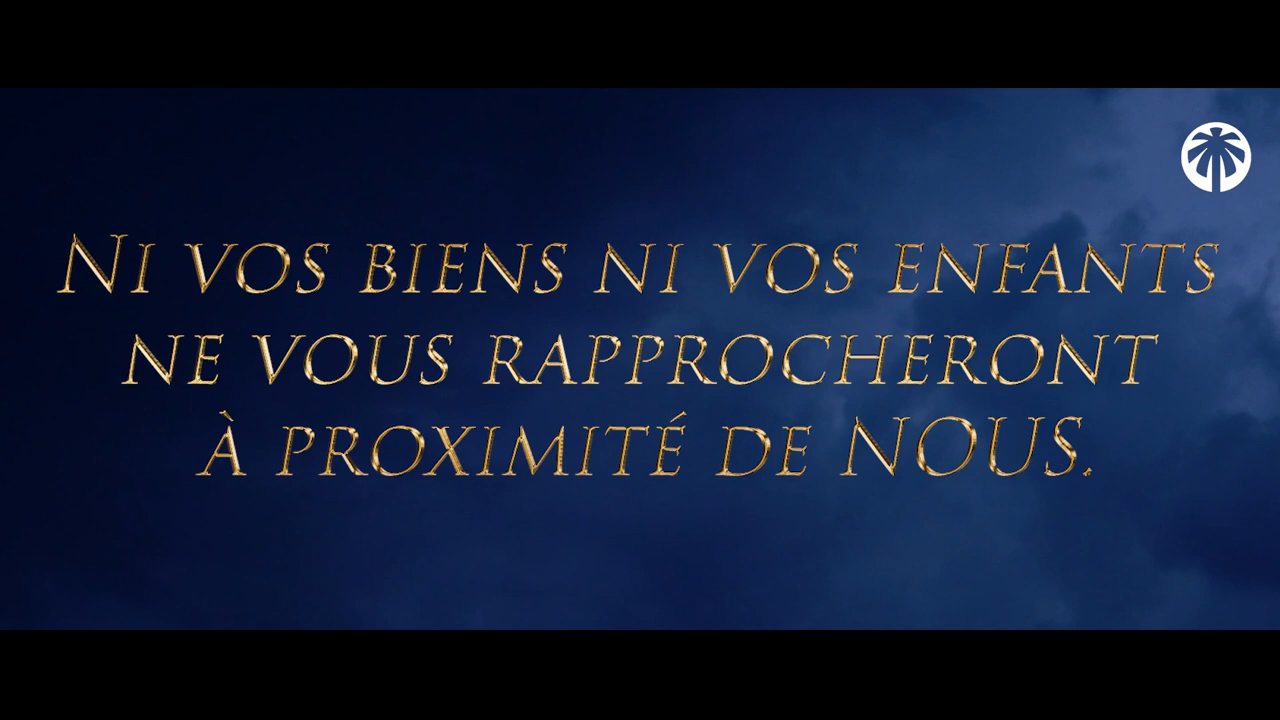 Ni vos biens ni vos enfants
ne vous rapprocheront
à proximité de NOUS.